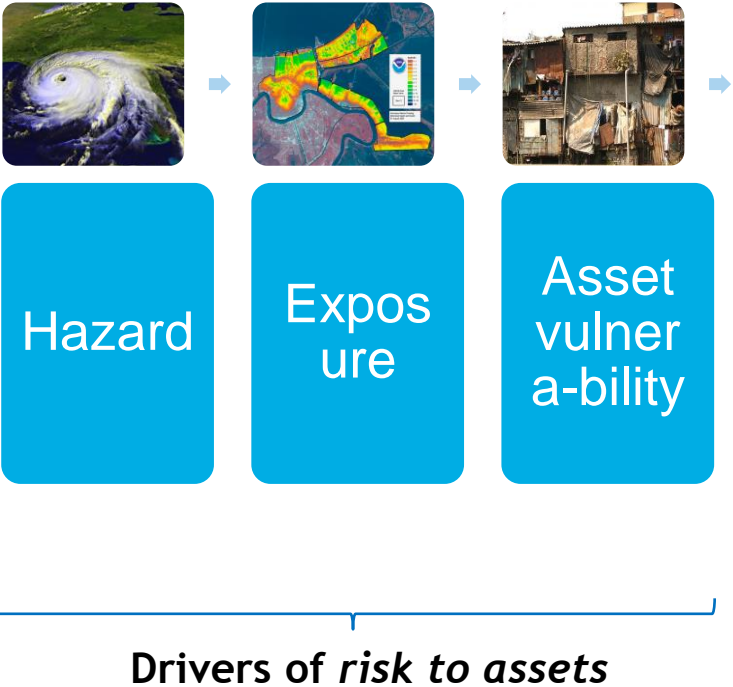 Hazard
Expos
ure
Asset
vulner
a-bility
Drivers of risk to assets